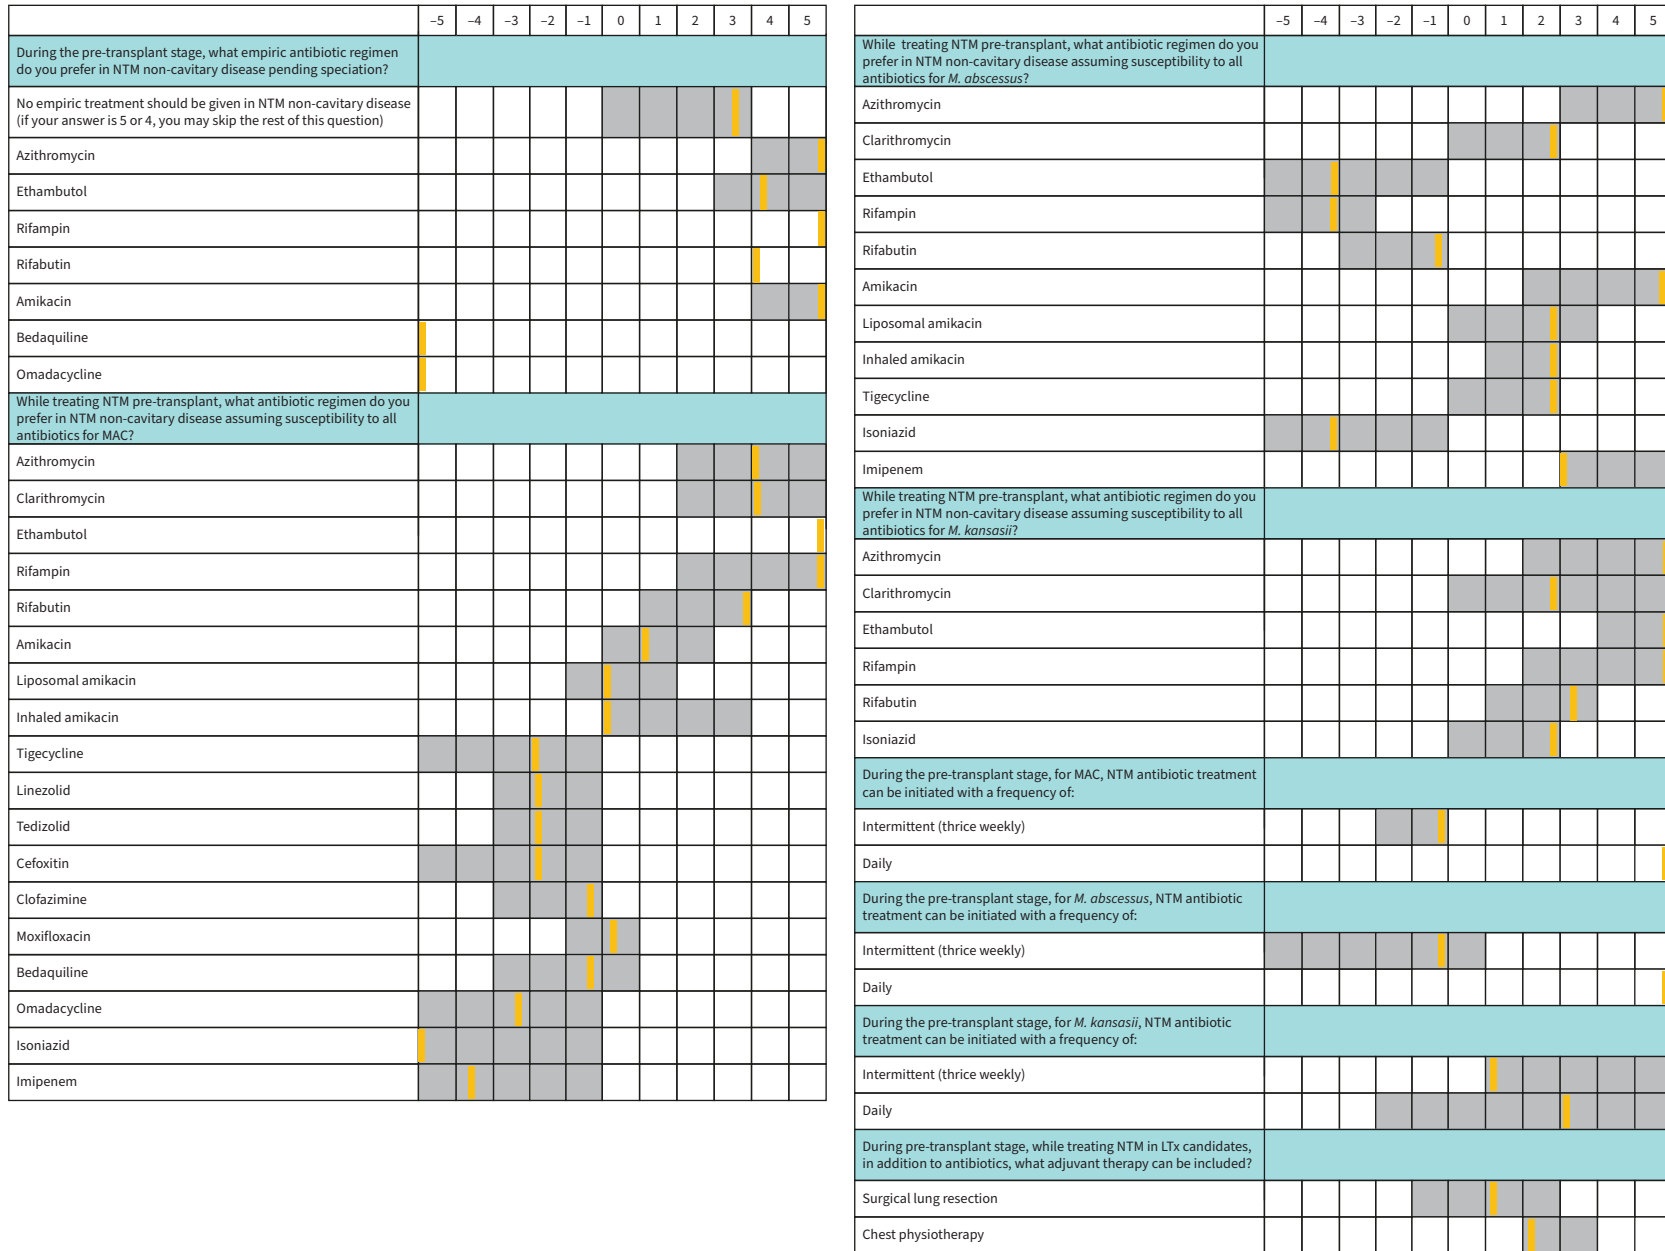 –5 –4 –3 –2 –1 0 1 2 3 4 5
During the pre-transplant stage, what empiric antibiotic regimen
do you prefer in NTM non-cavitary disease pending speciation?
No empiric treatment should be given in NTM non-cavitary disease
(if your answer is 5 or 4, you may skip the rest of this question)
Azithromycin
Ethambutol
Rifampin
Rifabutin
Amikacin
Bedaquiline
Omadacycline
While treating NTM pre-transplant, what antibiotic regimen do you
prefer in NTM non-cavitary disease assuming susceptibility to all
antibiotics for MAC?
Azithromycin
Clarithromycin
Ethambutol
Rifampin
Rifabutin
Amikacin
Liposomal amikacin
Inhaled amikacin
Tigecycline
Linezolid
Tedizolid
Cefoxitin
Clofazimine
Moxifloxacin
Bedaquiline
Omadacycline
Isoniazid
Imipenem
–5 –4 –3 –2 –1 0 1 2 3 4 5
While  treating NTM pre-transplant, what antibiotic regimen do you
prefer in NTM non-cavitary disease assuming susceptibility to all
antibiotics for M. abscessus?
Azithromycin
Clarithromycin
Ethambutol
Rifampin
Rifabutin
Amikacin
Liposomal amikacin
Inhaled amikacin
Tigecycline
Isoniazid
Imipenem
While treating NTM pre-transplant, what antibiotic regimen do you
prefer in NTM non-cavitary disease assuming susceptibility to all
antibiotics for M. kansasii?
Azithromycin
Clarithromycin
Ethambutol
Rifampin
Rifabutin
Isoniazid
During the pre-transplant stage, for MAC, NTM antibiotic treatment
can be initiated with a frequency of:
Intermittent (thrice weekly)
Daily
During the pre-transplant stage, for M. abscessus, NTM antibiotic
treatment can be initiated with a frequency of:
Intermittent (thrice weekly)
Daily
During the pre-transplant stage, for M. kansasii, NTM antibiotic
treatment can be initiated with a frequency of:
Intermittent (thrice weekly)
Daily
During pre-transplant stage, while treating NTM in LTx candidates,
in addition to antibiotics, what adjuvant therapy can be included?
Surgical lung resection
Chest physiotherapy